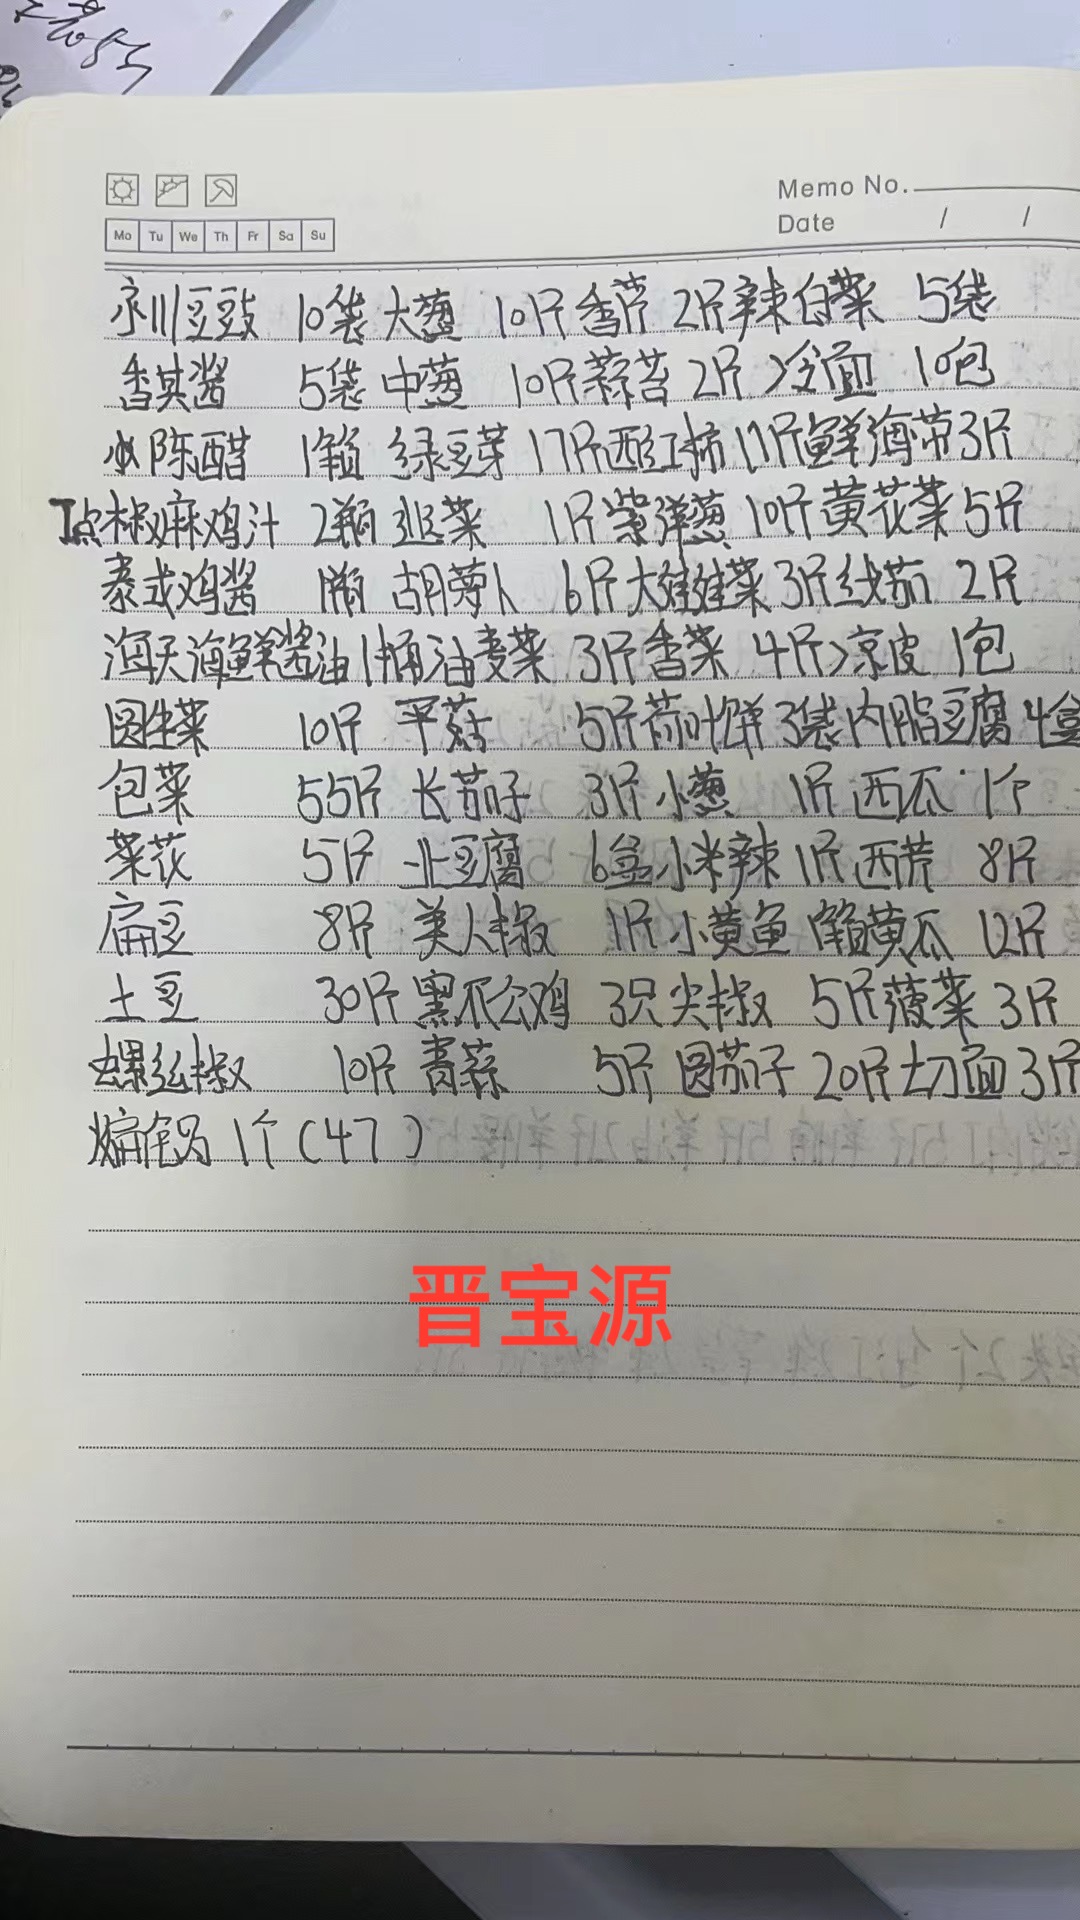 Memo No.
Date / /
Mo Tu We Th Fr Sa Su
永川豆豉 10袋 大葱 10斤 香芹 2斤 辣白菜 5袋
香其酱 5袋 中葱 10斤 蒜苔 2斤 冷面 10包
水陈醋 1箱 绿豆芽 17斤 西红柿 17斤 鲜海带 3斤
顶点椒麻鸡汁 2瓶 韭菜 1斤 紫洋葱 10斤 黄花菜 5斤
泰式鸡酱 1瓶 胡萝卜 6斤 大娃娃菜 3斤 线茄 2斤
海天海鲜酱油 1桶 油麦菜 3斤 香菜 4斤 凉皮 1包
圆生菜 10斤 平菇 5斤 荷叶饼 3袋 内脂豆腐 4盒
包菜 55斤 长茄子 3斤 小葱 1斤 西瓜 1个
菜花 5斤 北豆腐 6盒 小米辣 1斤 西芹 8斤
扁豆 8斤 美人椒 1斤 小黄鱼 1箱 黄瓜 12斤
土豆 30斤 黑不公鸡 3只 尖椒 5斤 菠菜 3斤
螺丝椒 10斤 青蒜 5斤 圆茄子 20斤 切面 3斤
1个(47)
晋宝源